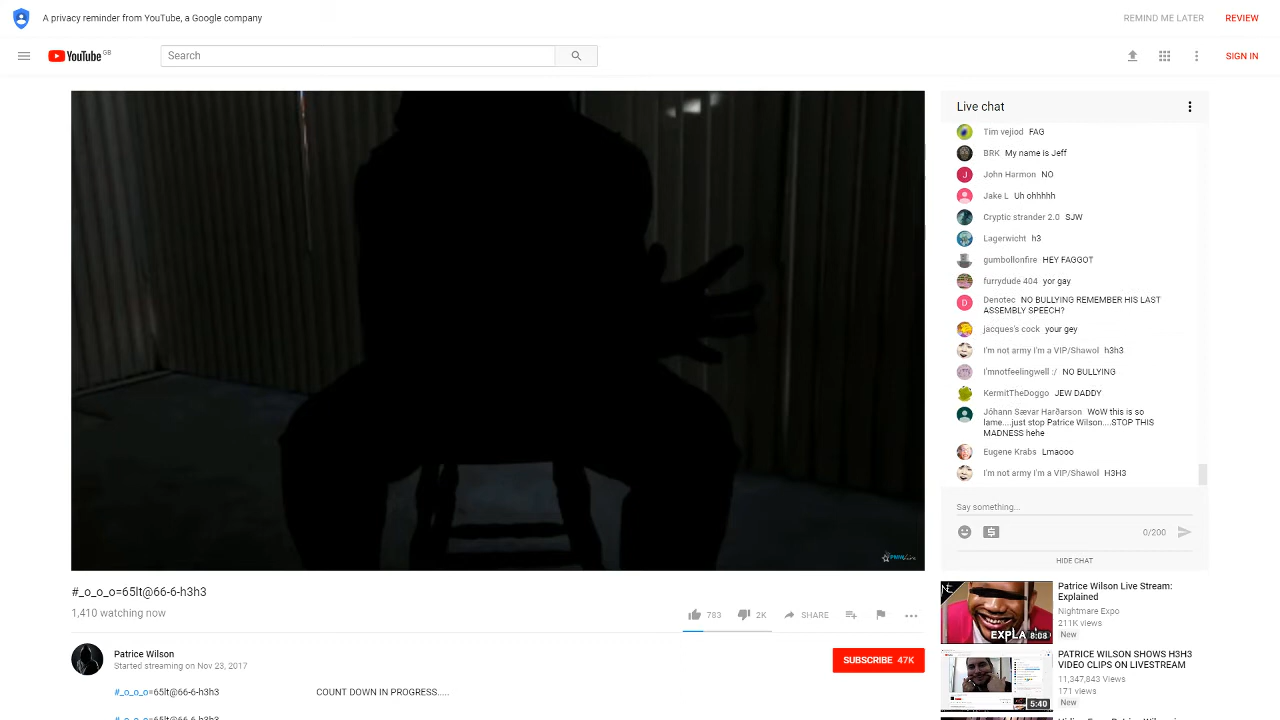 A privacy reminder from YouTube, a Google company
REMIND ME LATER
REVIEW
YouTube GB
Search
SIGN IN
Live chat
Tim vejiod FAG
BRK My name is Jeff
J
John Harmon NO
Jake L Uh ohhhhh
Cryptic strander 2.0 SJW
Lagerwicht h3
gumbollonfire HEY FAGGOT
furrydude 404 yor gay
D
Denotec NO BULLYING REMEMBER HIS LAST
ASSEMBLY SPEECH?
jacques's cock your gey
I'm not army I'm a VIP/Shawol h3h3
I'mnotfeelingwell :/ NO BULLYING
KermitTheDoggo JEW DADDY
Jóhann Sævar Harðarson WoW this is so
lame....just stop Patrice Wilson....STOP THIS
MADNESS hehe
Eugene Krabs Lmaooo
I'm not army I'm a VIP/Shawol H3H3
Say something...
0/200
HIDE CHAT
#_o_o_o=65lt@66-6-h3h3
1,410 watching now
783
2K
SHARE
Patrice Wilson
Started streaming on Nov 23, 2017
SUBSCRIBE 47K
#_o_o_o=65lt@66-6-h3h3 COUNT DOWN IN PROGRESS.....
#_o_o_o=65lt@66-6-h3h3
EXPLA
8:08
Patrice Wilson Live Stream:
Explained
Nightmare Expo
211K views
New
5:40
PATRICE WILSON SHOWS H3H3
VIDEO CLIPS ON LIVESTREAM
11,347,843 Views
171 views
New